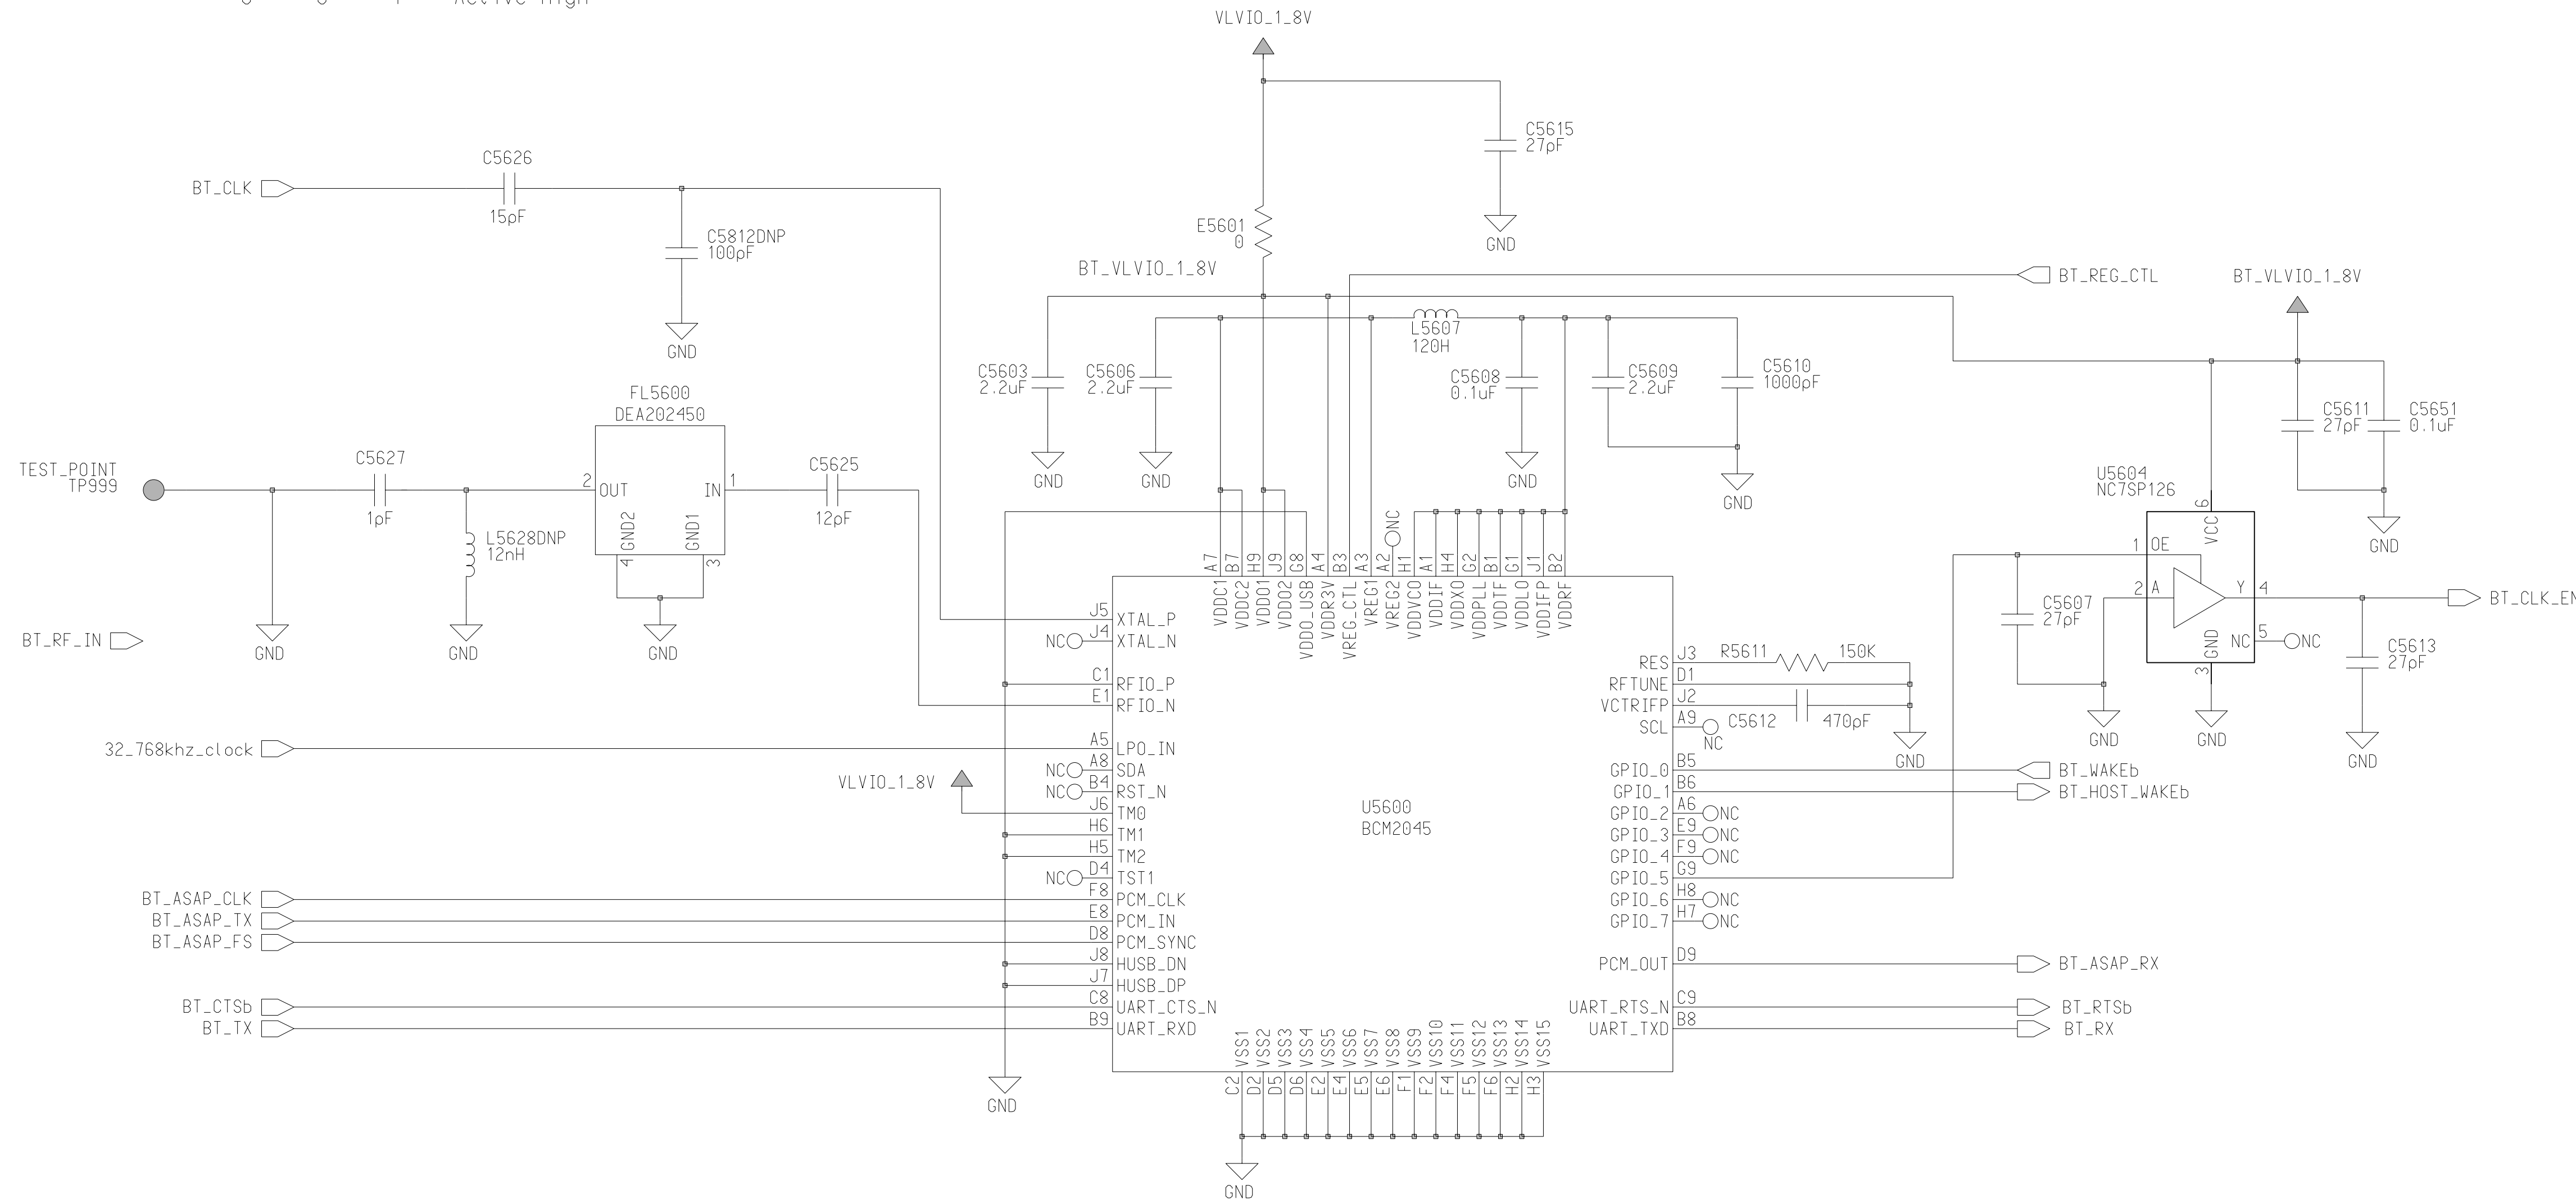 Active High
VLVIO_1_8V
C5615
27pF
GND
C5626
BT_CLK
15pF
C5812DNP
100pF
GND
E5601
0
BT_VLVIO_1_8V
BT_REG_CTL
BT_VLVIO_1_8V
L5607
120H
C5603
2.2uF
GND
C5606
2.2uF
GND
C5608
0.1uF
GND
C5609
2.2uF
C5610
1000pF
GND
C5611
27pF
C5651
0.1uF
GND
FL5600
DEA202450
2 OUT
IN 1
GND2
GND1
4
3
GND
TEST_POINT
TP999
C5627
1pF
L5628DNP
12nH
C5625
12pF
GND
GND
BT_RF_IN
U5604
NC7SP126
6
VCC
1 OE
2 A
Y 4
NC 5
NC
GND
3
C5607
27pF
GND
GND
BT_CLK_EN
C5613
27pF
GND
A7 VDDC1
B7 VDDC2
H9 VDDO1
J9 VDDO2
G8 VDDO_USB
A4 VDDR3V
B3 VREG_CTL
A3 VREG1
A2 VREG2
NC
H1 VDDVCO
A1 VDDIF
H4 VDDXO
G2 VDDPLL
B1 VDDTF
G1 VDDLO
J1 VDDIFP
B2 VDDRF
J5 XTAL_P
NC J4 XTAL_N
C1 RFIO_P
E1 RFIO_N
32_768khz_clock
A5 LPO_IN
NC A8 SDA
NC B4 RST_N
VLVIO_1_8V
J6 TM0
H6 TM1
H5 TM2
NC D4 TST1
BT_ASAP_CLK
F8 PCM_CLK
BT_ASAP_TX
E8 PCM_IN
BT_ASAP_FS
D8 PCM_SYNC
J8 HUSB_DN
J7 HUSB_DP
BT_CTSb
C8 UART_CTS_N
BT_TX
B9 UART_RXD
GND
U5600
BCM2045
RES J3
R5611
150K
RFTUNE D1
VCTRIFP J2
C5612
470pF
SCL A9
NC
GND
GPIO_0 B5
BT_WAKEb
GPIO_1 B6
BT_HOST_WAKEb
GPIO_2 A6 NC
GPIO_3 E9 NC
GPIO_4 F9 NC
GPIO_5 G9
GPIO_6 H8 NC
GPIO_7 H7 NC
PCM_OUT D9
BT_ASAP_RX
UART_RTS_N C9
BT_RTSb
UART_TXD B8
BT_RX
VSS1 C2
VSS2 D2
VSS3 D5
VSS4 D6
VSS5 E2
VSS6 E4
VSS7 E5
VSS8 E6
VSS9 F1
VSS10 F2
VSS11 F4
VSS12 F5
VSS13 F6
VSS14 H2
VSS15 H3
GND